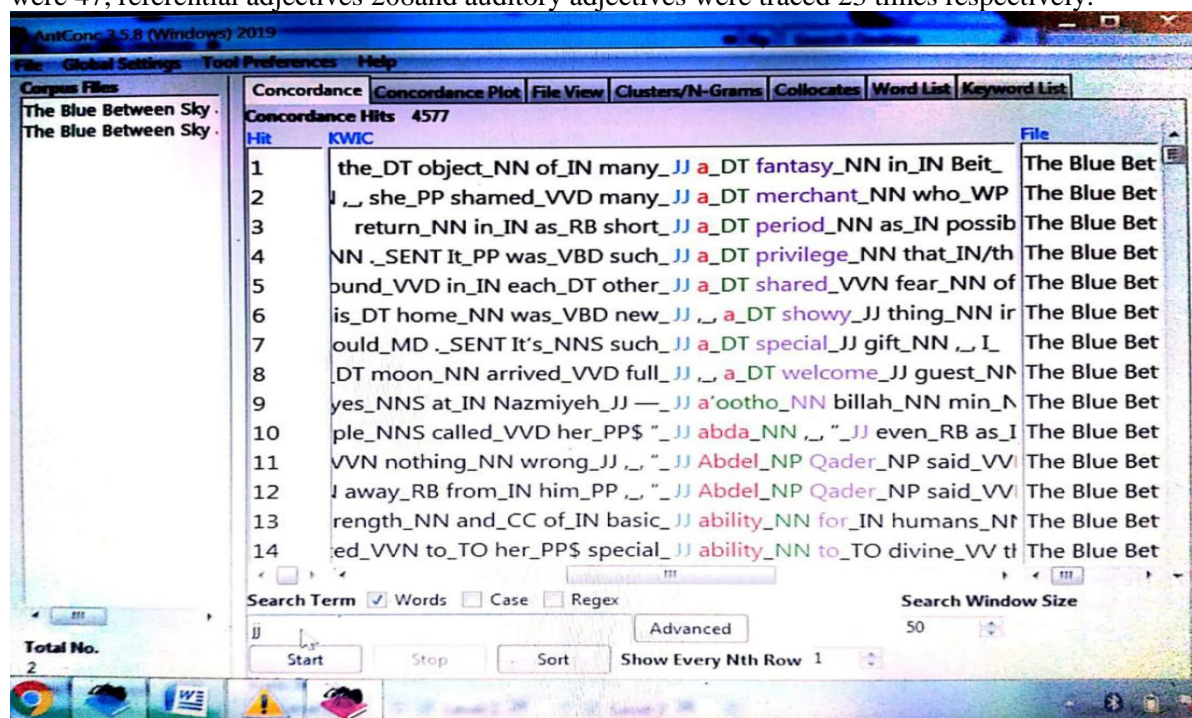 were 47, referential adjectives 208and auditory adjectives were traced 23 times respectively.
AntConc 3.5.8 (Windows) 2019
File Global Settings Tool Preferences Help
Corpus Files
The Blue Between Sky
The Blue Between Sky
Concordance Concordance Plot File View Clusters/N-Grams Collocates Word List Keyword List
Concordance Hits 4577
Hit KWIC File
1 the_DT object_NN of_IN many_JJ a_DT fantasy_NN in_IN Beit_ The Blue Bet
2 ,_, she_PP shamed_VVD many_JJ a_DT merchant_NN who_WP The Blue Bet
3 return_NN in_IN as_RB short_JJ a_DT period_NN as_IN possib The Blue Bet
4 NN ._SENT It_PP was_VBD such_JJ a_DT privilege_NN that_IN/th The Blue Bet
5 ound_VVD in_IN each_DT other_JJ a_DT shared_VVN fear_NN of The Blue Bet
6 is_DT home_NN was_VBD new_JJ ,_, a_DT showy_JJ thing_NN ir The Blue Bet
7 ould_MD ._SENT It's_NNS such_JJ a_DT special_JJ gift_NN ,_, I_ The Blue Bet
8 _DT moon_NN arrived_VVD full_JJ ,_, a_DT welcome_JJ guest_NN The Blue Bet
9 yes_NNS at_IN Nazmiyeh_JJ —_JJ a'ootho_NN billah_NN min_N The Blue Bet
10 ple_NNS called_VVD her_PP$ "_JJ abda_NN ,_, "_JJ even_RB as_I The Blue Bet
11 VVN nothing_NN wrong_JJ ,_, "_JJ Abdel_NP Qader_NP said_VVI The Blue Bet
12 away_RB from_IN him_PP ,_, "_JJ Abdel_NP Qader_NP said_VVI The Blue Bet
13 rength_NN and_CC of_IN basic_JJ ability_NN for_IN humans_NN The Blue Bet
14 ed_VVN to_TO her_PP$ special_JJ ability_NN to_TO divine_VV th The Blue Bet
Search Term Words Case Regex Search Window Size
jj Advanced 50
Start Stop Sort Show Every Nth Row 1
Total No.
2